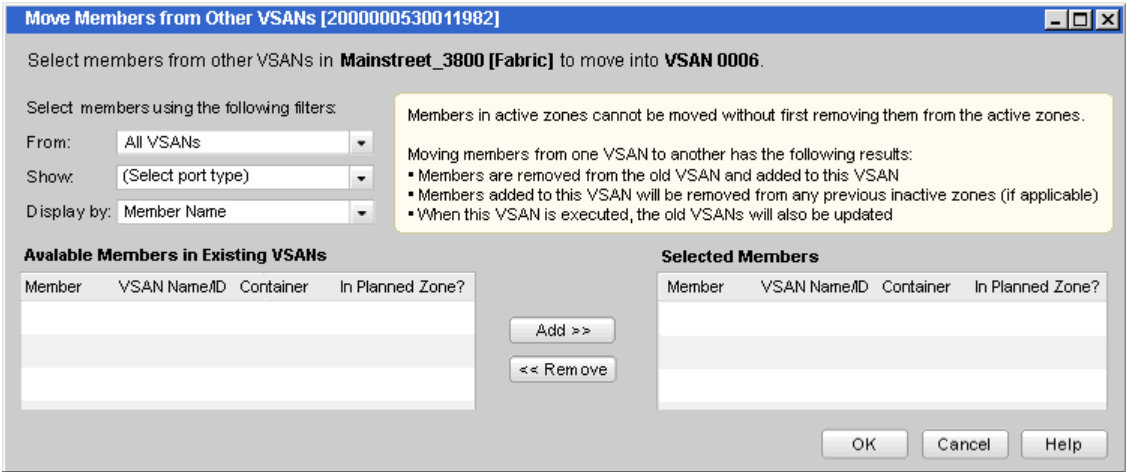 Move Members from Other VSANs [2000000530011982]
Select members from other VSANs in Mainstreet_3800 [Fabric] to move into VSAN 0006.
Select members using the following filters:
From: All VSANs
Show: (Select port type)
Display by: Member Name
Members in active zones cannot be moved without first removing them from the active zones.
Moving members from one VSAN to another has the following results:
▪ Members are removed from the old VSAN and added to this VSAN
▪ Members added to this VSAN will be removed from any previous inactive zones (if applicable)
▪ When this VSAN is executed, the old VSANs will also be updated
Avalable Members in Existing VSANs
Member VSAN Name/ID Container In Planned Zone?
Add >>
<< Remove
Selected Members
Member VSAN Name/ID Container In Planned Zone?
OK Cancel Help